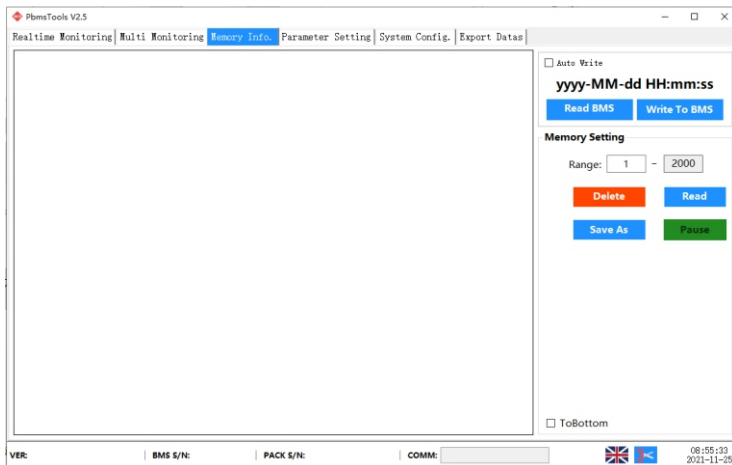 PbmsTools V2.5
Realtime Monitoring Multi Monitoring Memory Info. Parameter Setting System Config. Export Datas
Auto Write
yyyy-MM-dd HH:mm:ss
Read BMS Write To BMS
Memory Setting
Range: 1 - 2000
Delete Read
Save As Pause
ToBottom
VER: BMS S/N: PACK S/N: COMM: 08:55:33
2021-11-25